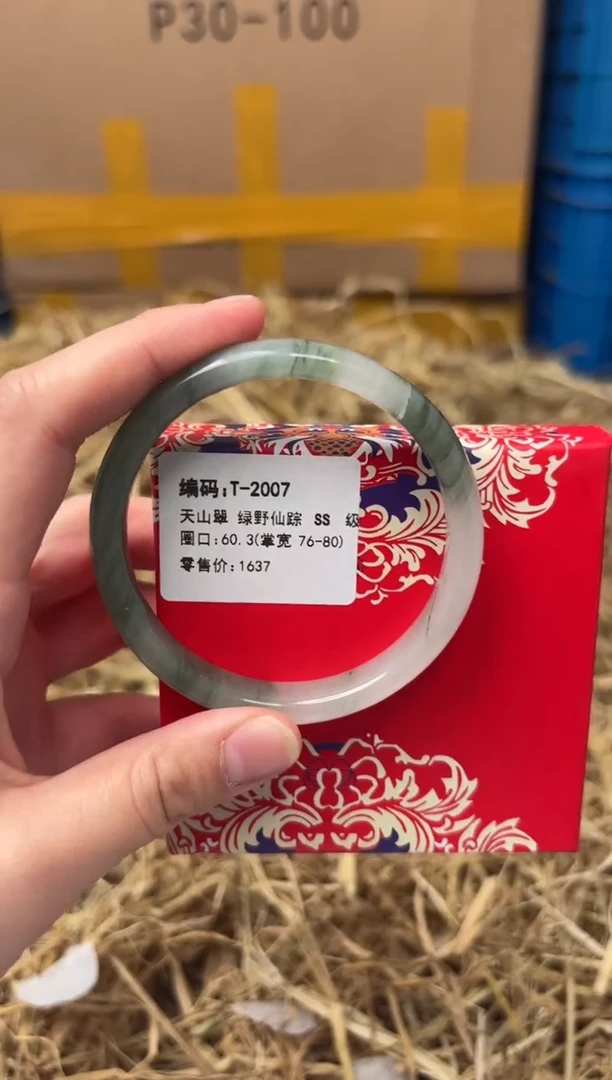 P30-100
编码:T-2007
天山翠 绿野仙踪 SS 级
圈口:60.3(掌宽 76-80)
零售价:1637